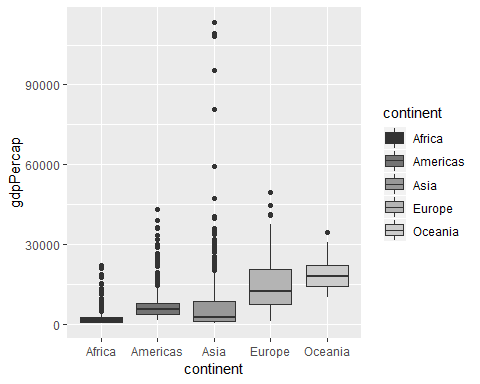 gdpPercap
90000
60000
30000
0
Africa Americas Asia Europe Oceania
continent
continent
Africa
Americas
Asia
Europe
Oceania